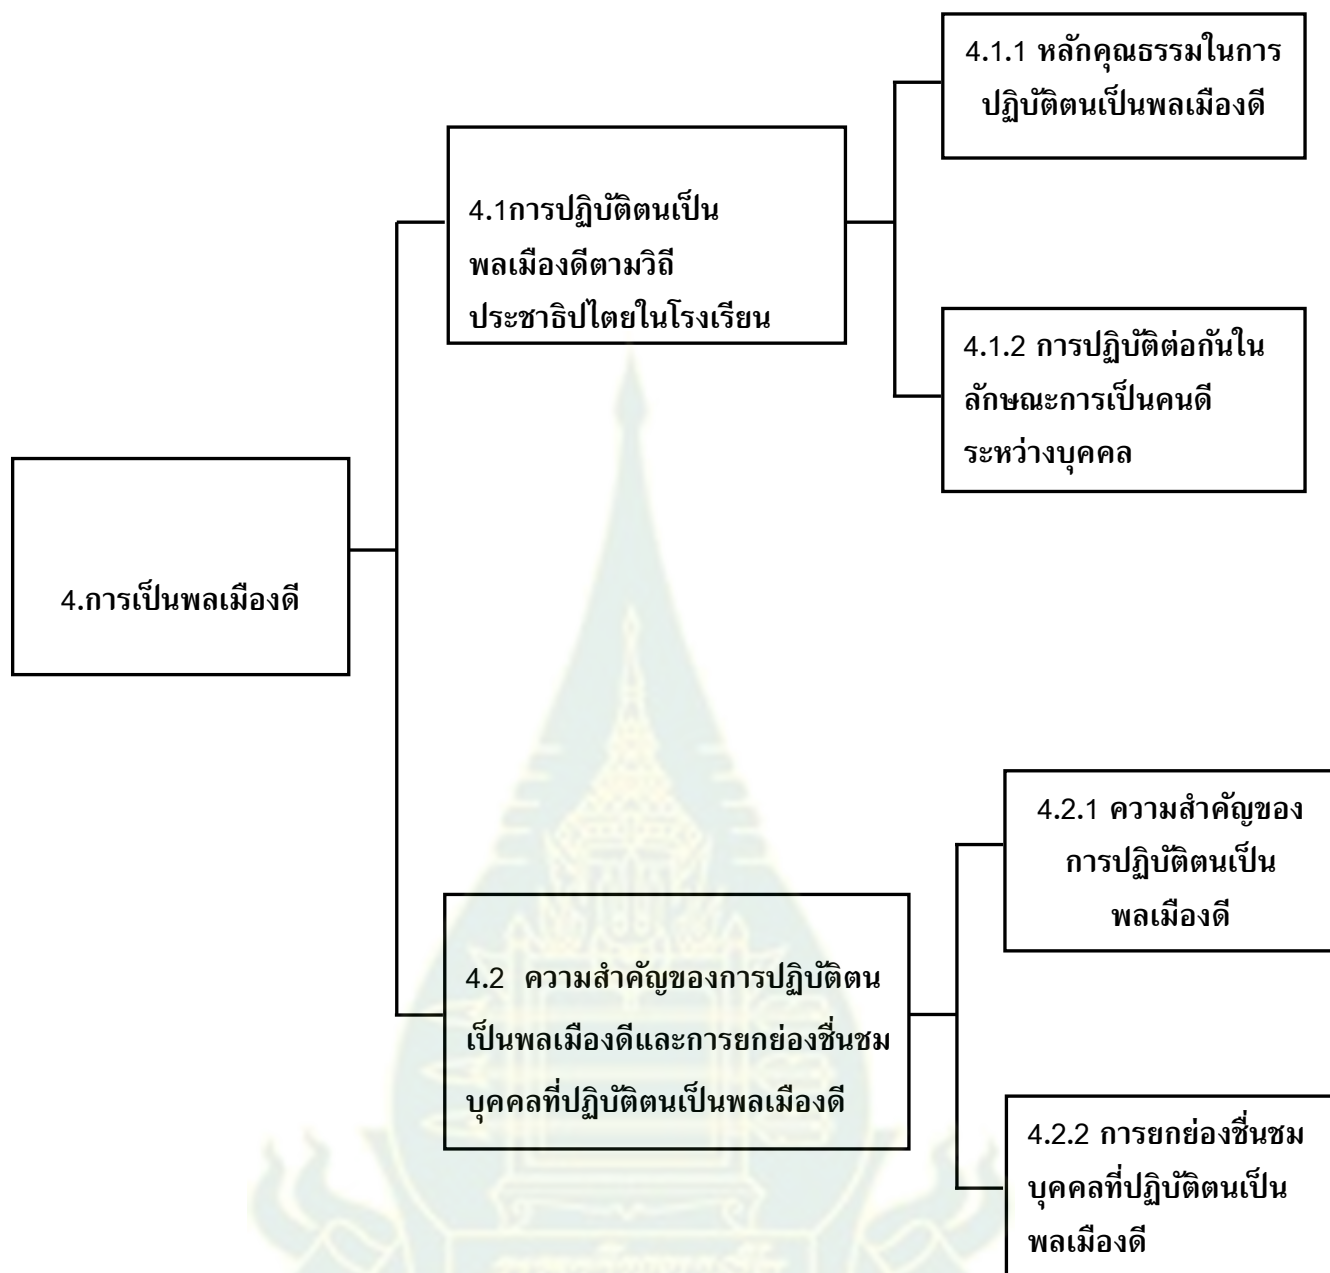 4.การเป็นพลเมืองดี
4.1การปฏิบัติตนเป็น
พลเมืองดีตามวิถี
ประชาธิปไตยในโรงเรียน
4.1.1 หลักคุณธรรมในการ
ปฏิบัติตนเป็นพลเมืองดี
4.1.2 การปฏิบัติต่อกันใน
ลักษณะการเป็นคนดี
ระหว่างบุคคล
4.2 ความสำคัญของการปฏิบัติตน
เป็นพลเมืองดีและการยกย่องชื่นชม
บุคคลที่ปฏิบัติตนเป็นพลเมืองดี
4.2.1 ความสำคัญของ
การปฏิบัติตนเป็น
พลเมืองดี
4.2.2 การยกย่องชื่นชม
บุคคลที่ปฏิบัติตนเป็น
พลเมืองดี